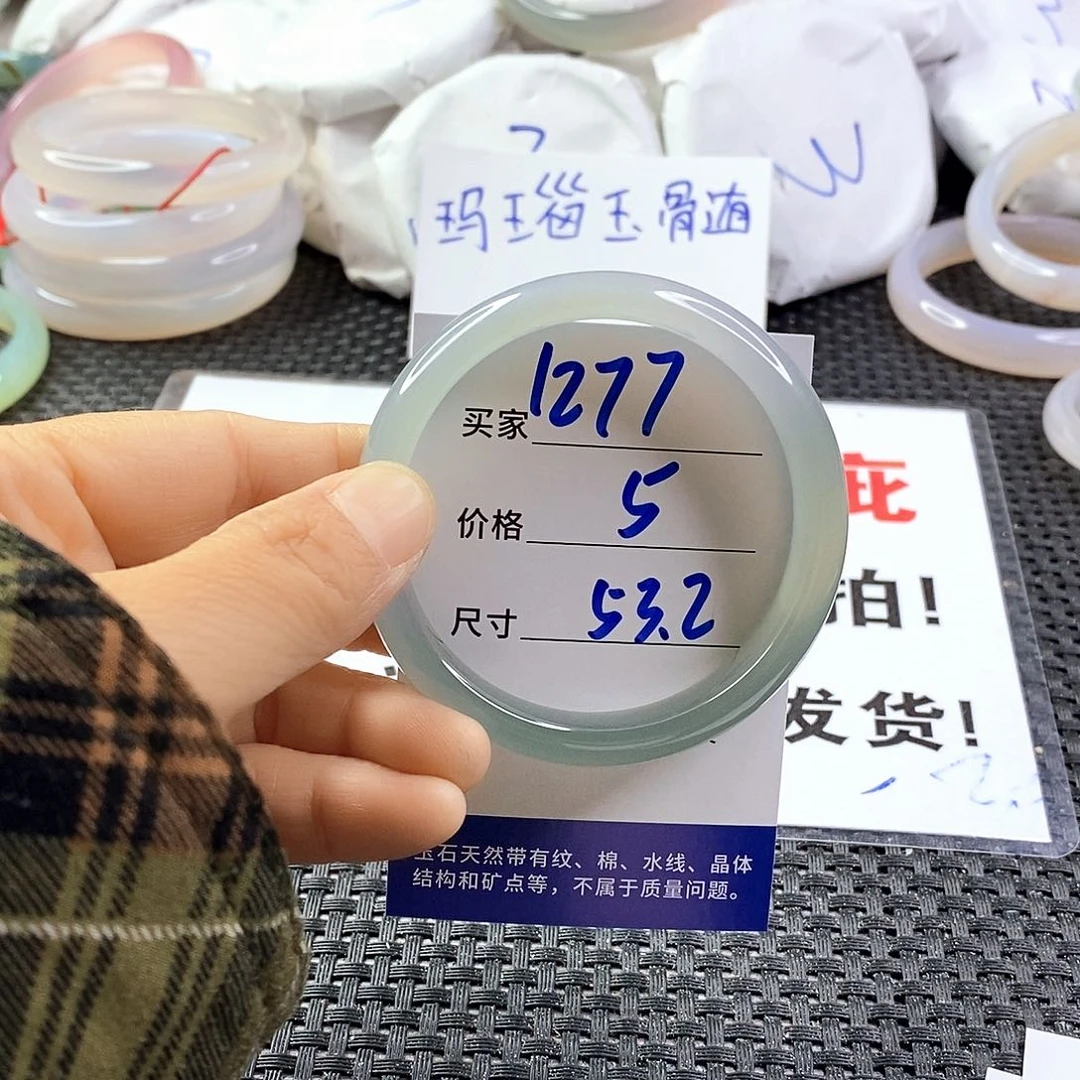 玛瑙玉骨髓
买家 1277
价格 5
尺寸 53.2
玉石天然带有纹、棉、水线、晶体
结构和矿点等，不属于质量问题。
疵
拍！
发货！